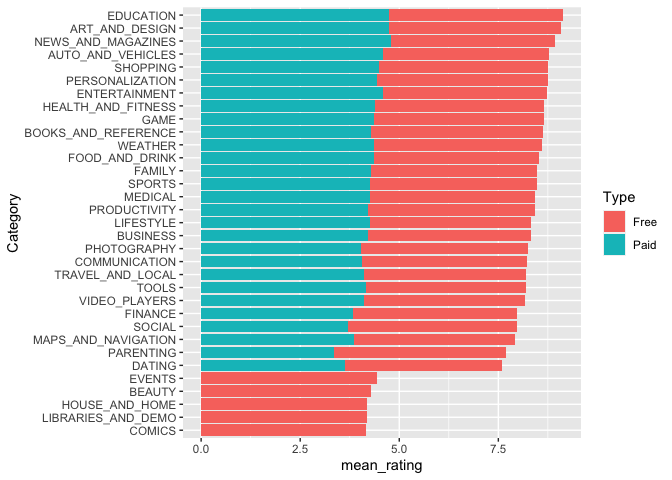 EDUCATION
ART_AND_DESIGN
NEWS_AND_MAGAZINES
AUTO_AND_VEHICLES
SHOPPING
PERSONALIZATION
ENTERTAINMENT
HEALTH_AND_FITNESS
GAME
BOOKS_AND_REFERENCE
WEATHER
FOOD_AND_DRINK
FAMILY
SPORTS
MEDICAL
PRODUCTIVITY
LIFESTYLE
BUSINESS
PHOTOGRAPHY
COMMUNICATION
TRAVEL_AND_LOCAL
TOOLS
VIDEO_PLAYERS
FINANCE
SOCIAL
MAPS_AND_NAVIGATION
PARENTING
DATING
EVENTS
BEAUTY
HOUSE_AND_HOME
LIBRARIES_AND_DEMO
COMICS
Category
0.0 2.5 5.0 7.5
mean_rating
Type
Free
Paid